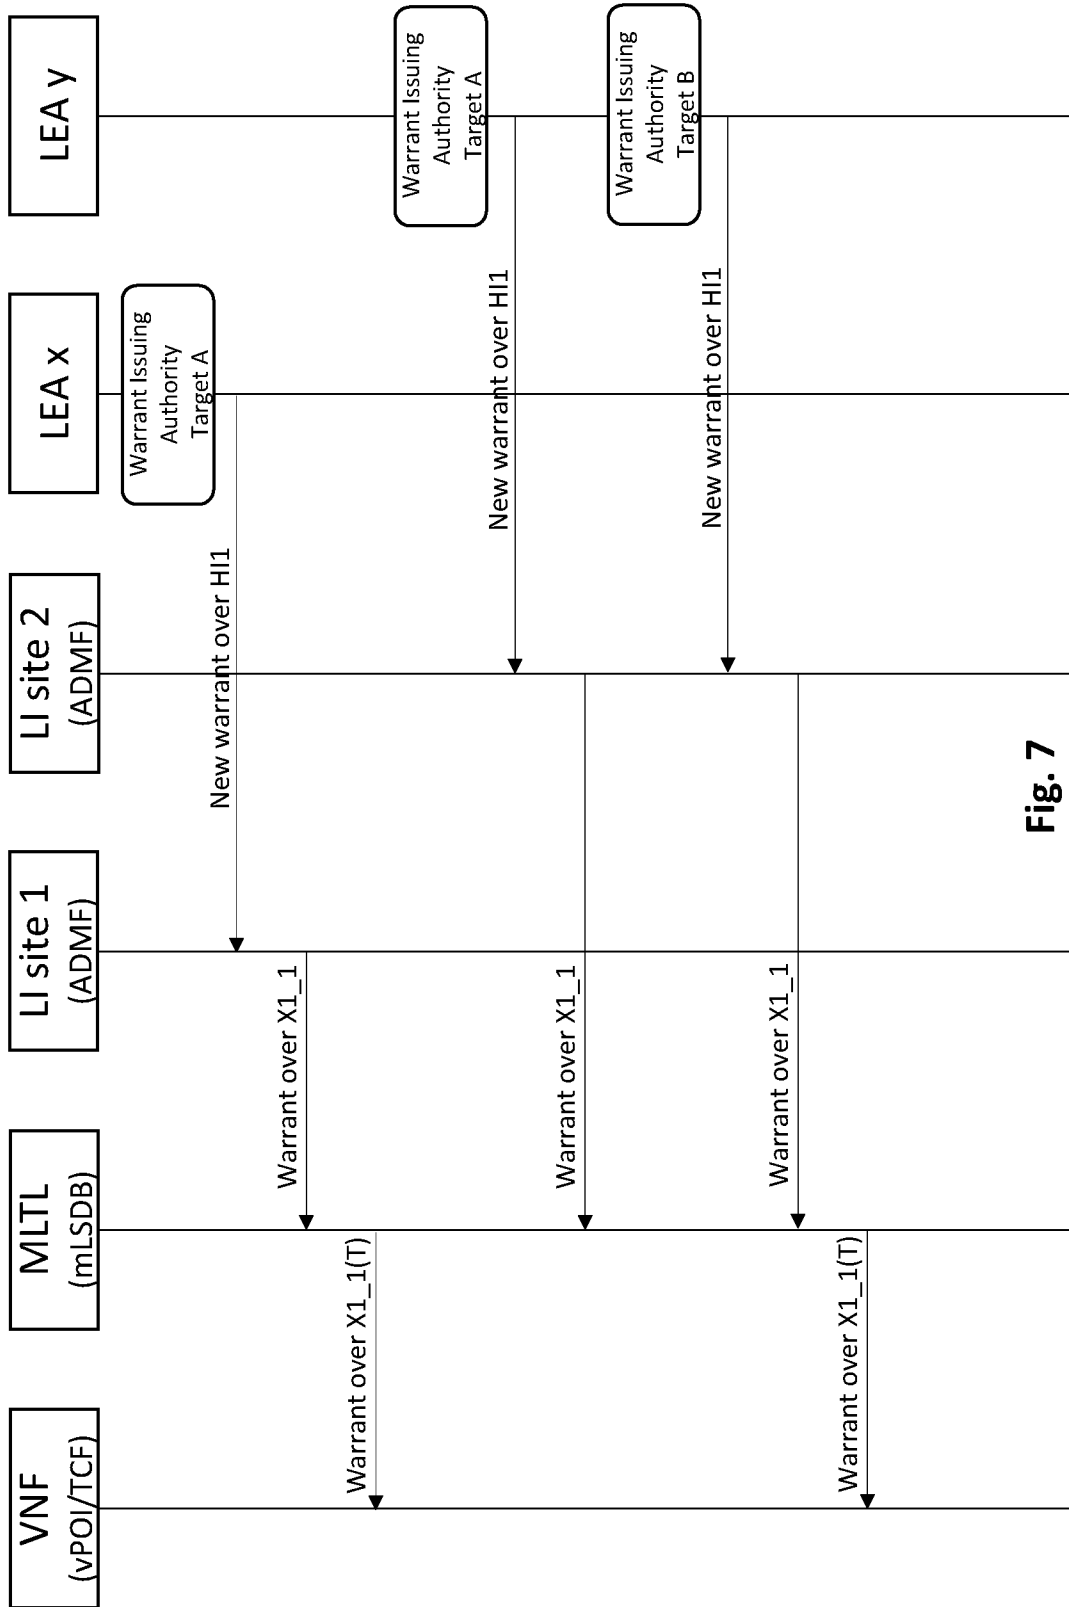 VNF
(vPOI/TCF)
MLTL
(mLSDB)
LI site 1
(ADMF)
LI site 2
(ADMF)
LEA x
LEA y
Warrant Issuing
Authority
Target A
New warrant over HI1
Warrant over X1_1
Warrant over X1_1(T)
Warrant Issuing
Authority
Target A
New warrant over HI1
Warrant over X1_1
Warrant Issuing
Authority
Target B
New warrant over HI1
Warrant over X1_1
Warrant over X1_1(T)
Fig. 7